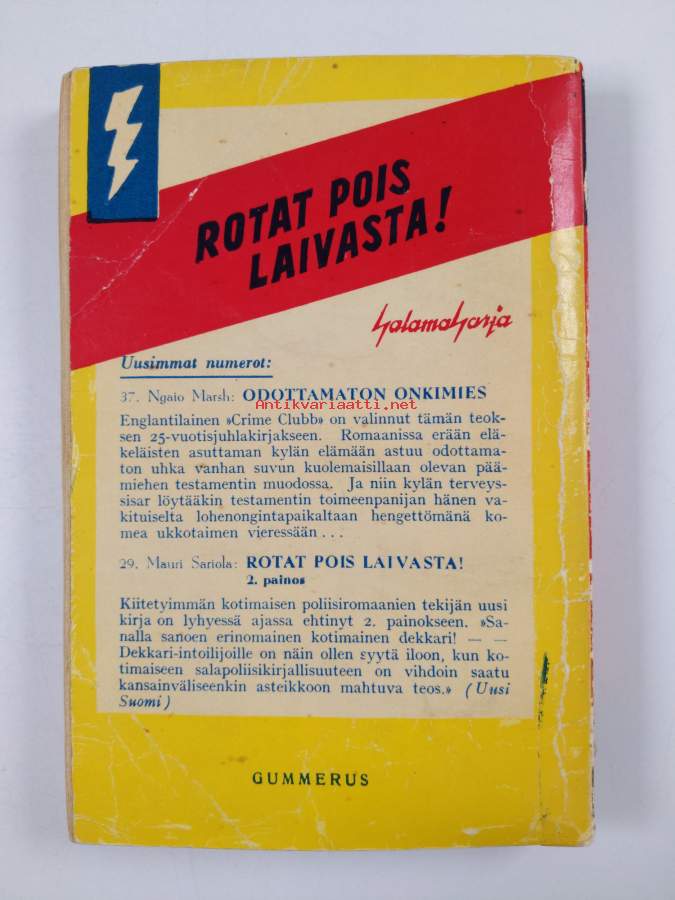 ROTAT POIS
LAIVASTA!
Salamasarja
Uusimmat numerot:
37. Ngaio Marsh: ODOTTAMATON ONKIMIES
Antikvariaatti.net
Englantilainen »Crime Clubb» on valinnut tämän teok-
sen 25-vuotisjuhlakirjakseen. Romaanissa erään elä-
keläisten asuttaman kylän elämään astuu odottama-
ton uhka vanhan suvun kuolemaisillaan olevan pää-
miehen testamentin muodossa. Ja niin kylän terveys-
sisar löytääkin testamentin toimeenpanijan hänen va-
kituiselta lohenongintapaikaltaan hengettömänä ko-
mea ukkotaimen vieressään . . .
29. Mauri Sariola: ROTAT POIS LAIVASTA!
2. painos
Kiitetyimmän kotimaisen poliisiromaanien tekijän uusi
kirja on lyhyessä ajassa ehtinyt 2. painokseen. »Sa-
nalla sanoen erinomainen kotimainen dekkari! — —
Dekkari-intoilijoille on näin ollen syytä iloon, kun ko-
timaiseen salapoliisikirjallisuuteen on vihdoin saatu
kansainväliseenkin asteikkoon mahtuva teos.» (Uusi
Suomi)
GUMMERUS